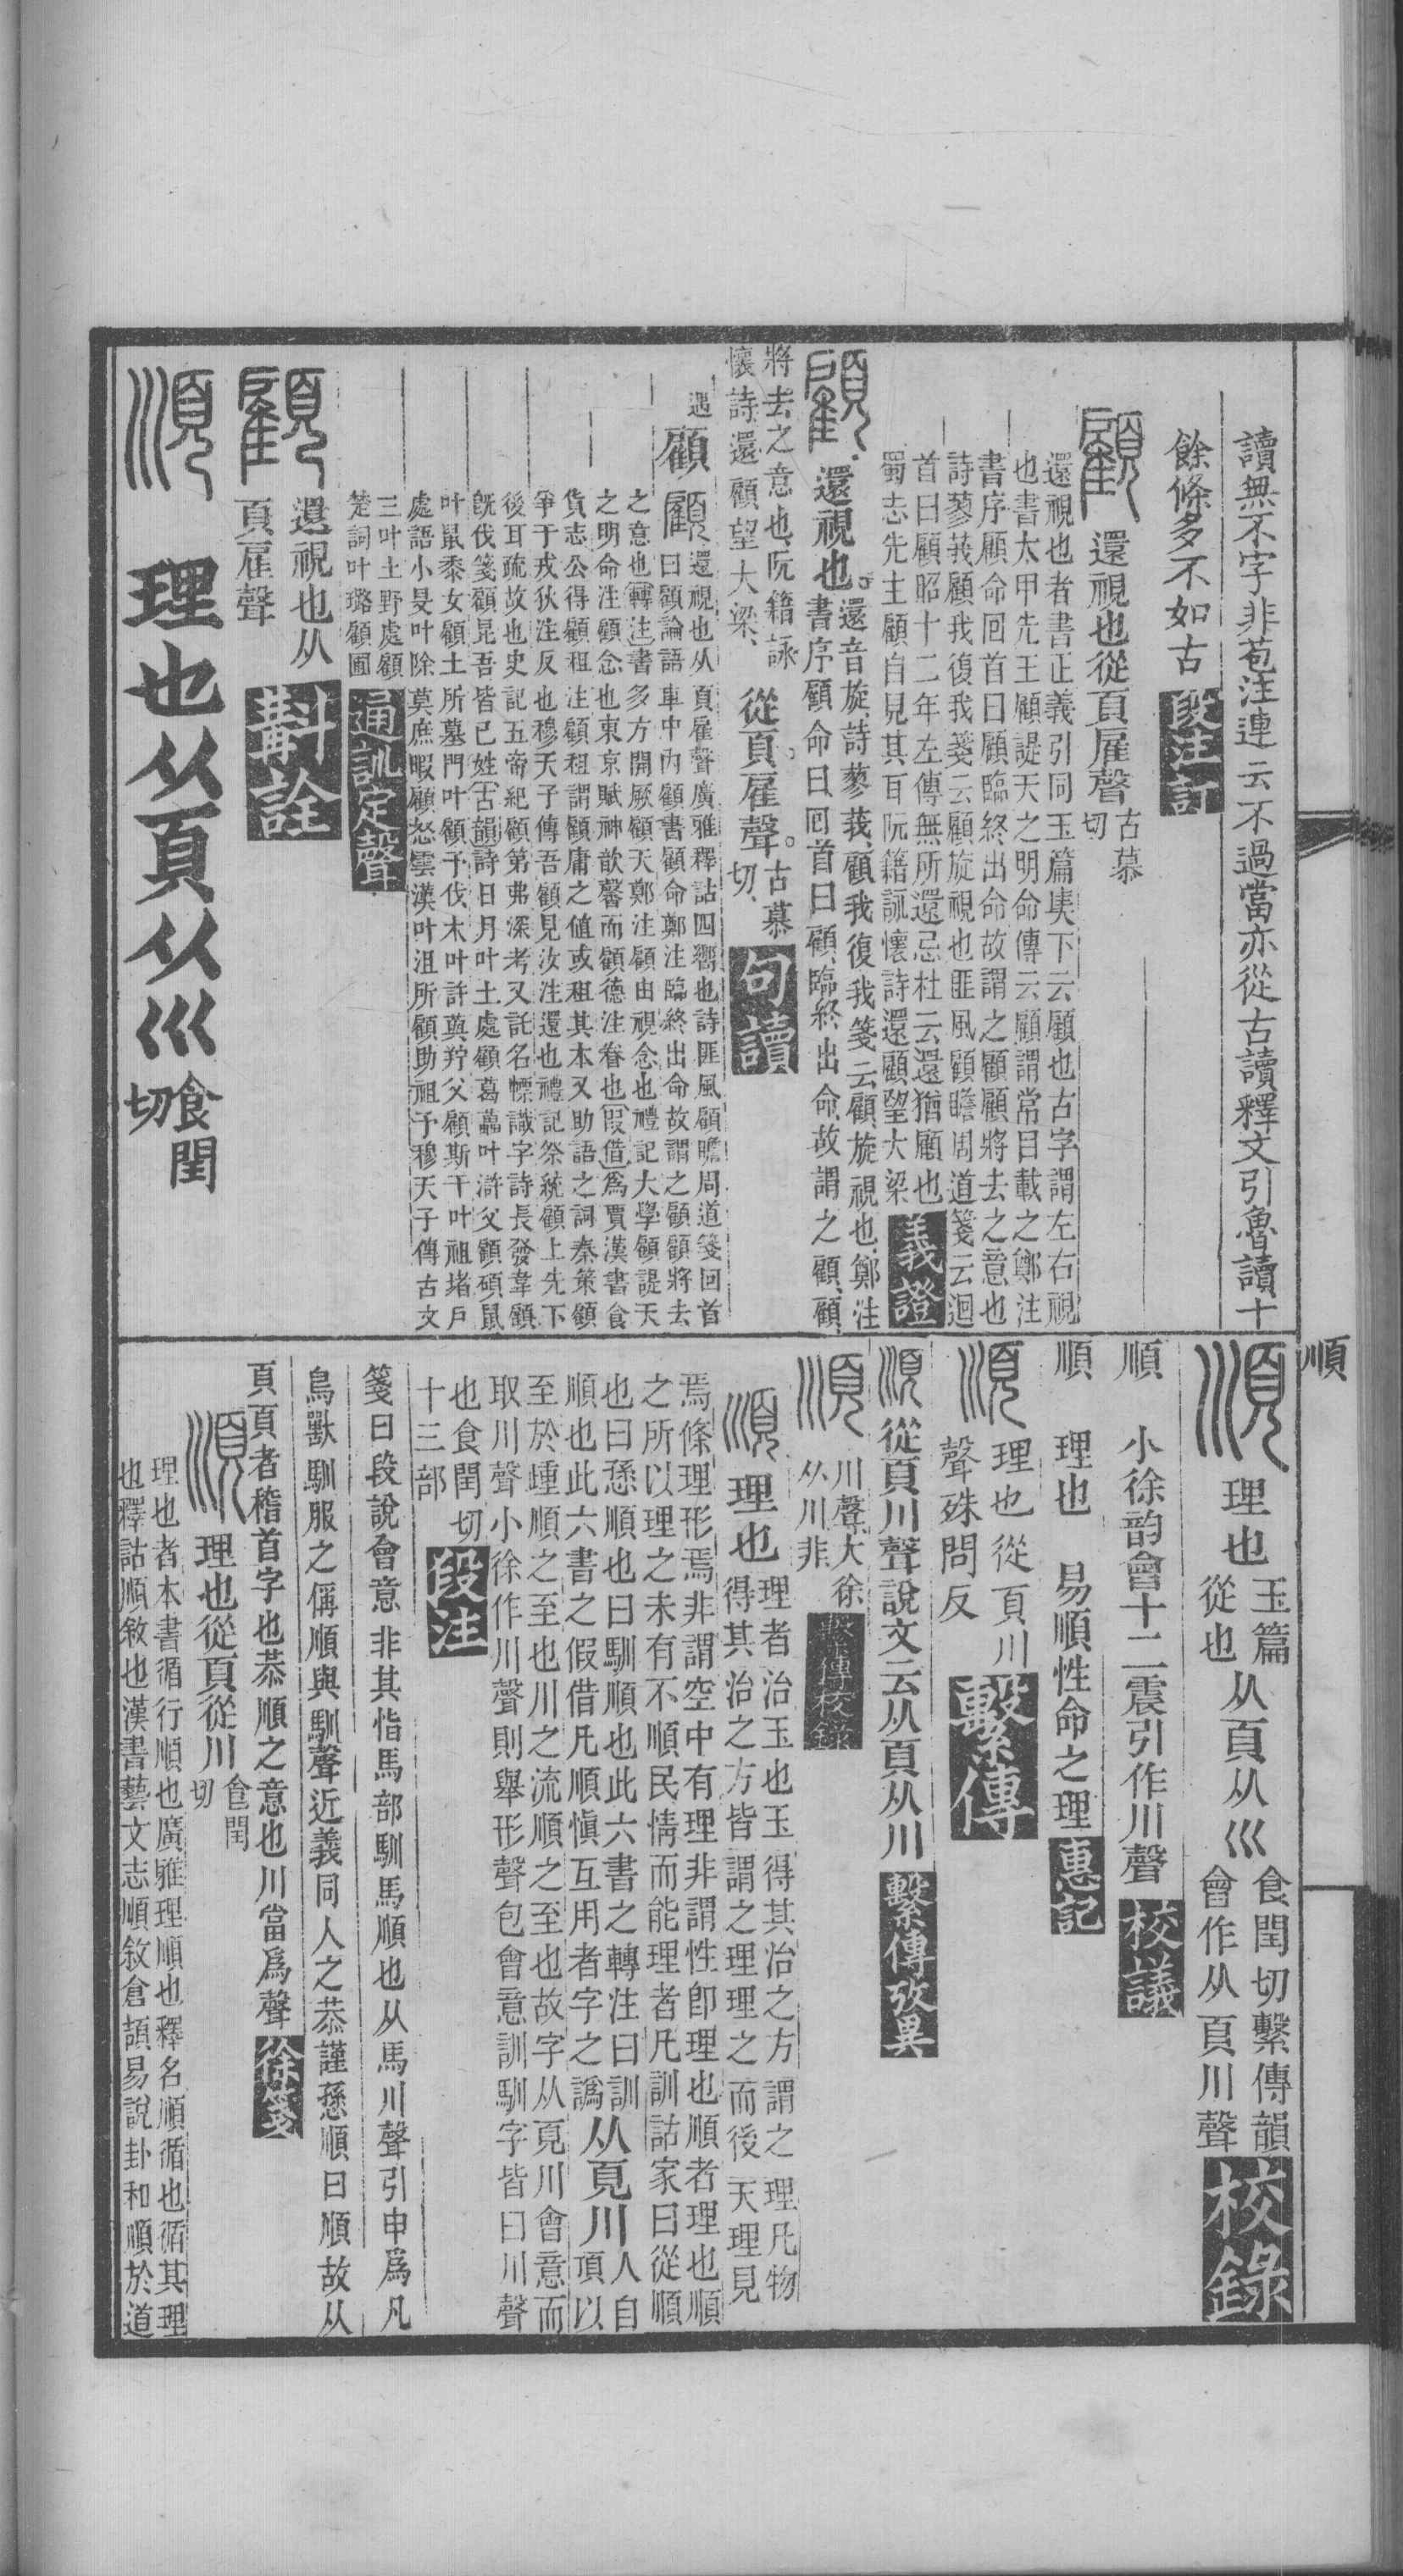 讀無不字非苞注連云不過當亦從古讀釋文引魯讀十
餘條多不如古 段注訂
顧 還視也從頁雇聲 古慕
切
還視也者書正義引同玉篇𡗗下云顧也古字謂左右視
也書太甲先王顧諟天之明命傳云顧謂常目載之鄭注
書序顧命回首曰顧臨終出命故謂之顧顧將去之意也
詩蓼莪顧我復我箋云顧旋視也匪風顧瞻周道箋云迴
首曰顧昭十二年左傳無所還忌杜云還猶顧也
蜀志先主顧自見其耳阮籍詠懷詩還顧望大梁 義證
顧 還視也 還音旋詩蓼莪顧我復我箋云顧旋視也鄭注
書序顧命曰回首曰顧臨終出命故謂之顧顧
將去之意也阮籍詠
懷詩還顧望大梁 從頁雇聲 古慕
切 句讀
遇 顧 顧 還視也从頁雇聲廣雅釋詁四嚮也詩匪風顧瞻周道箋回首
曰顧論語車中內顧書顧命鄭注臨終出命故謂之顧顧將去
之意也轉注書多方開厥顧天鄭注顧由視念也禮記大學顧諟天
之明命注顧念也東京賦神歆馨而顧德注眷也叚借爲賈漢書食
貨志公得顧租注顧租謂顧庸之値或租其本又助語之詞秦策顧
爭于戎狄注反也穆天子傳吾顧見汝注還也禮記祭統顧上先下
後耳疏故也史記五帝紀顧第弗深考又託名幖識字詩長發韋顧
旣伐箋顧昆吾皆已姓古韻詩日月叶土處顧葛藟叶滸父顧碩鼠
叶鼠黍女顧土所墓門叶顧予伐木叶許藇羜父顧斯干叶祖堵戶
處語小旻叶除莫庶暇顧怒雲漢叶沮所顧助祖予穆天子傳古文
三叶土野處顧
楚詞叶璐顧圃 通訓定聲
顧 還視也从
頁雇聲 斠詮
順 理也从頁从巛 食閏
切
順
順 理也 玉篇
從也 从頁从巛 食閏切繫傳韻
會作从頁川聲 校錄
順 小徐韵會十二震引作川聲 校議
順 理也 易順性命之理 惠記
順 理也從頁川
聲殊問反 繫傳
順 從頁川聲說文云从頁从川 繫傳攷異
順 川聲大徐
从川非 繫傳校錄
順 理也 理者治玉也玉得其治之方謂之理凡物
得其治之方皆謂之理理之而後天理見
焉條理形焉非謂空中有理非謂性卽理也順者理也順
之所以理之未有不順民情而能理者凡訓詁家曰從順
也曰愻順也曰馴順也此六書之轉注曰訓
順也此六書之假借凡順愼互用者字之譌 从頁川 人自
頂以
至於歱順之至也川之流順之至也故字从頁川會意而
取川聲小徐作川聲則舉形聲包會意訓馴字皆曰川聲
也食閏切
十三部 段注
箋曰段說會意非其恉馬部馴馬順也从馬川聲引申爲凡
鳥獸馴服之偁順與馴聲近義同人之恭謹愻順曰順故从
頁頁者䭫首字也恭順之意也川當爲聲 徐箋
順 理也從頁從川 食閏
切
理也者本書循行順也廣雅理順也釋名順循也循其理
也釋詁順敘也漢書藝文志順敘倉頡易說卦和順於道